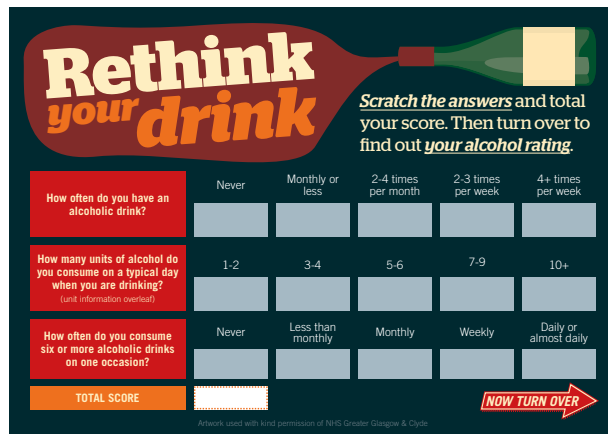 Rethink
your drink
Scratch the answers and total
your score. Then turn over to
find out your alcohol rating.
How often do you have an
alcoholic drink?
Never
Monthly or
less
2-4 times
per month
2-3 times
per week
4+ times
per week
How many units of alcohol do
you consume on a typical day
when you are drinking?
(unit information overleaf)
1-2
3-4
5-6
7-9
10+
How often do you consume
six or more alcoholic drinks
on one occasion?
Never
Less than
monthly
Monthly
Weekly
Daily or
almost daily
TOTAL SCORE
NOW TURN OVER
Artwork used with kind permission of NHS Greater Glasgow & Clyde